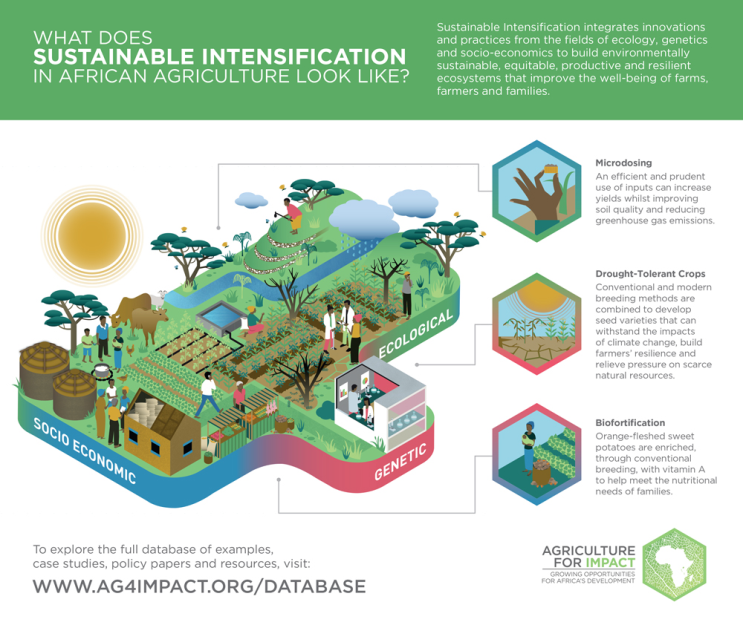 WHAT DOES
SUSTAINABLE INTENSIFICATION
IN AFRICAN AGRICULTURE LOOK LIKE?
Sustainable Intensification integrates innovations
and practices from the fields of ecology, genetics
and socio-economics to build environmentally
sustainable, equitable, productive and resilient
ecosystems that improve the well-being of farms,
farmers and families.
Microdosing
An efficient and prudent
use of inputs can increase
yields whilst improving
soil quality and reducing
greenhouse gas emissions.
Drought-Tolerant Crops
Conventional and modern
breeding methods are
combined to develop
seed varieties that can
withstand the impacts
of climate change, build
farmers' resilience and
relieve pressure on scarce
natural resources.
Biofortification
Orange-fleshed sweet
potatoes are enriched,
through conventional
breeding, with vitamin A
to help meet the nutritional
needs of families.
ECOLOGICAL
SOCIO ECONOMIC
GENETIC
To explore the full database of examples,
case studies, policy papers and resources, visit:
WWW.AG4IMPACT.ORG/DATABASE
AGRICULTURE
FOR IMPACT
GROWING OPPORTUNITIES
FOR AFRICA'S DEVELOPMENT